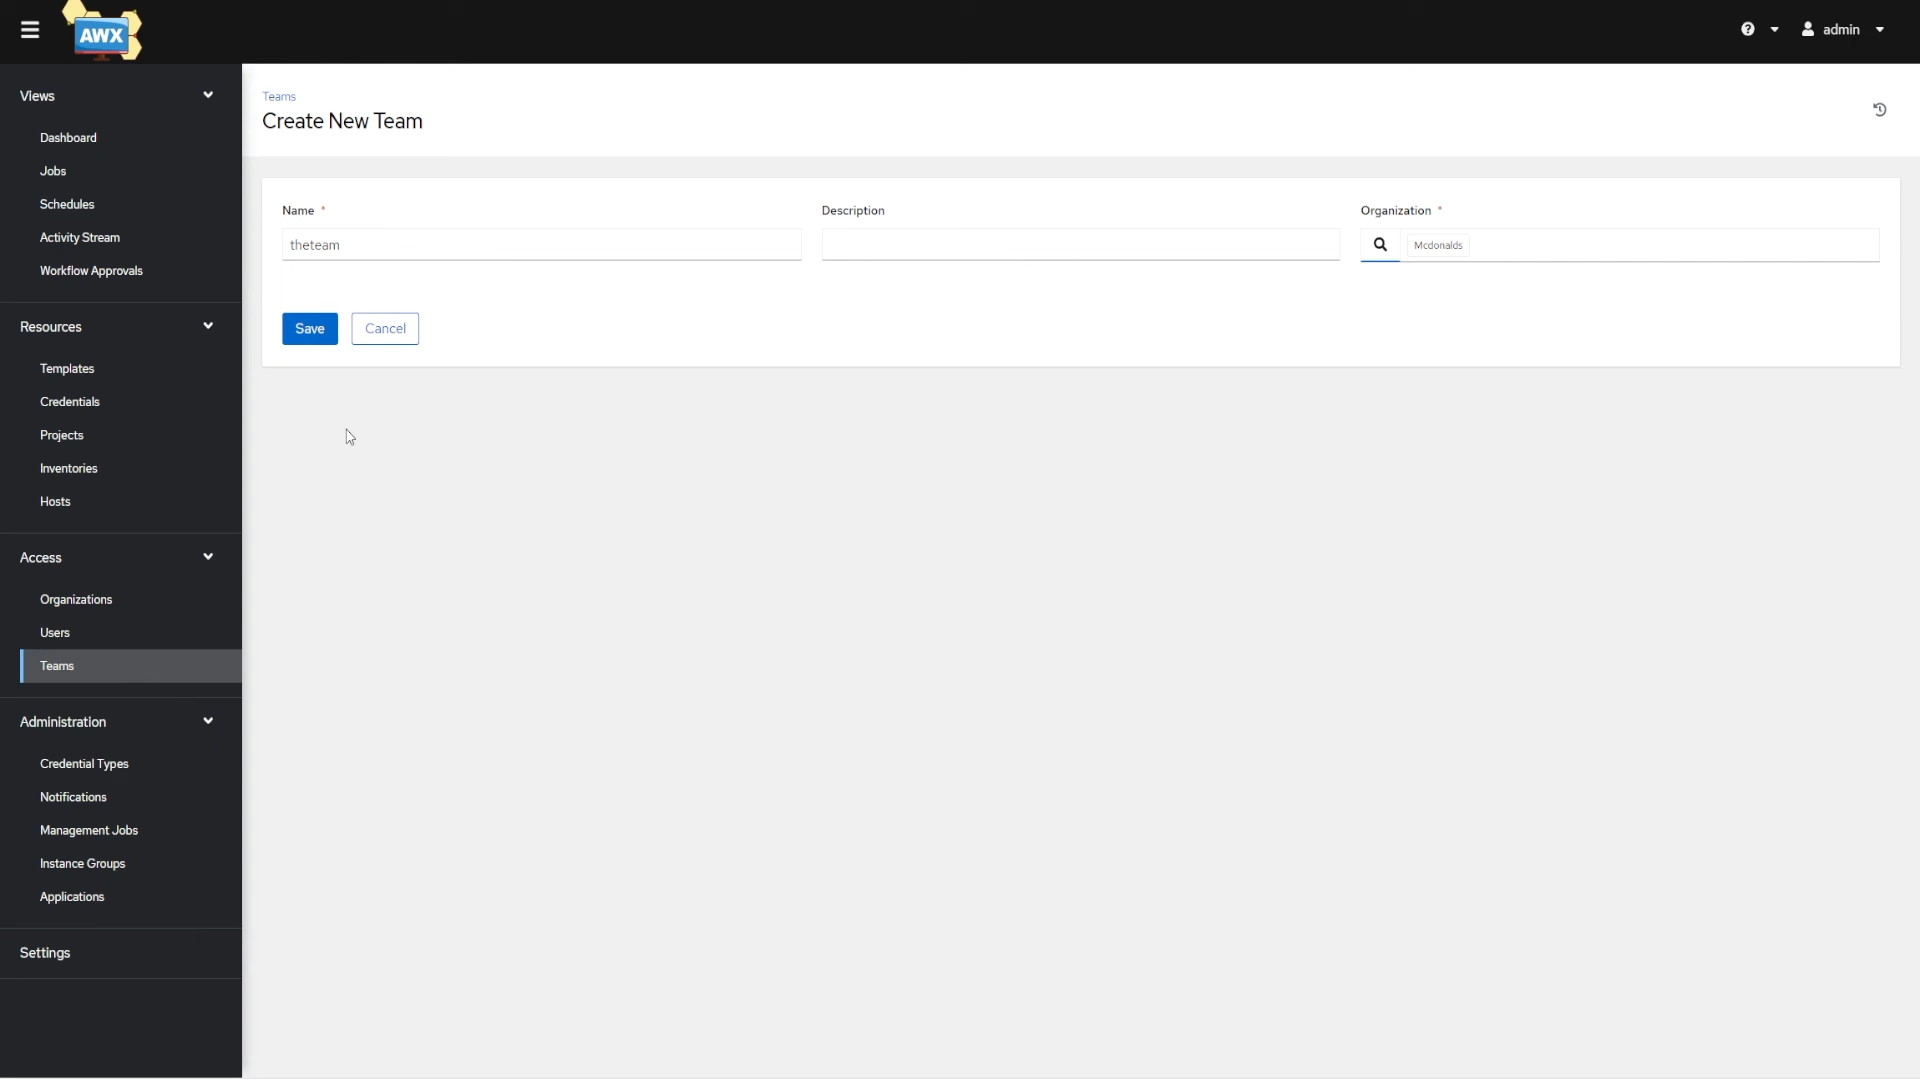 AWX
admin
Views
Dashboard
Jobs
Schedules
Activity Stream
Workflow Approvals
Resources
Templates
Credentials
Projects
Inventories
Hosts
Access
Organizations
Users
Teams
Administration
Credential Types
Notifications
Management Jobs
Instance Groups
Applications
Settings
Teams
Create New Team
Name *
theteam
Description
Organization *
Mcdonalds
Save
Cancel